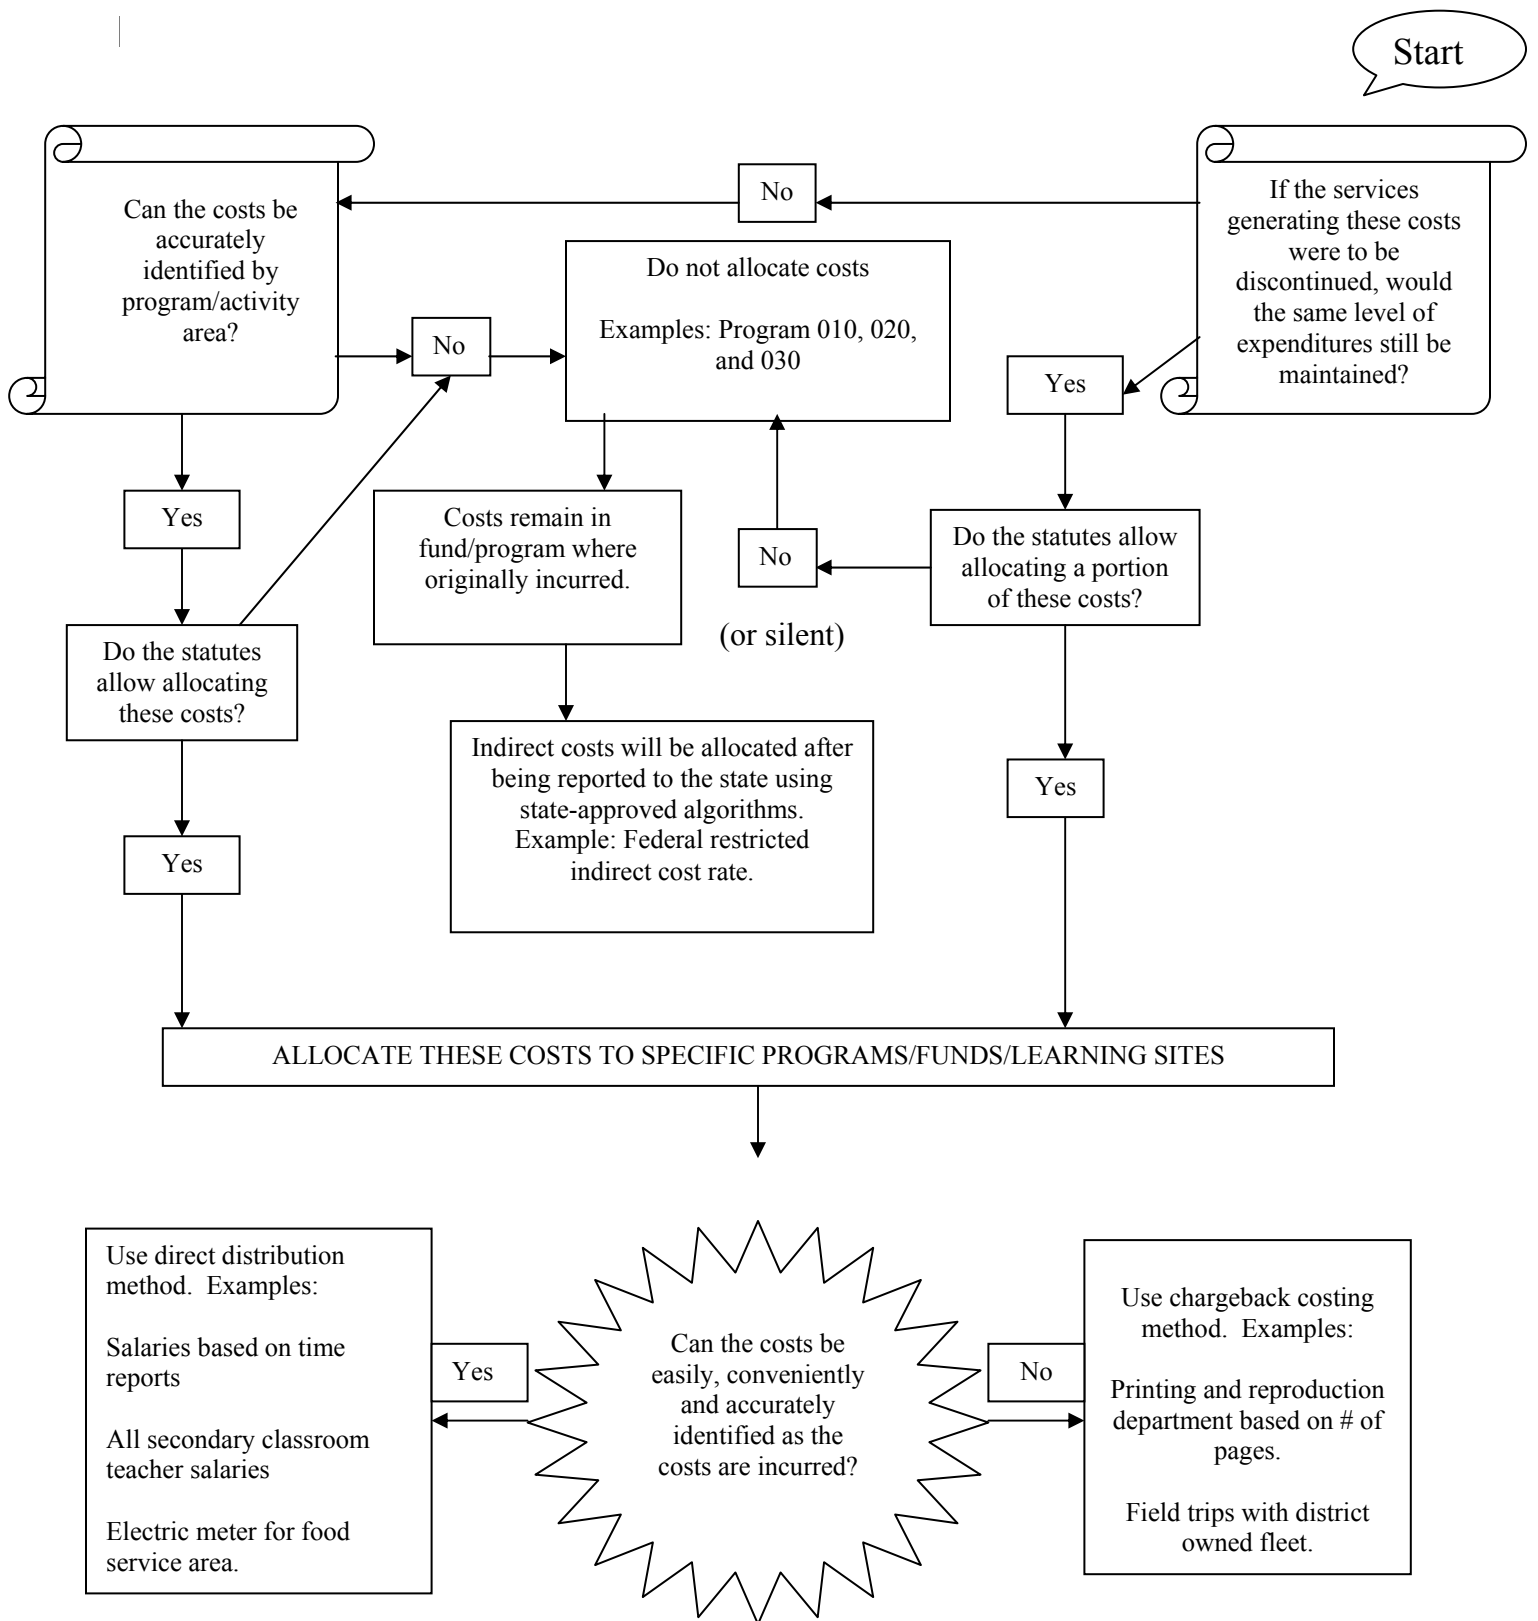 Start
If the services
generating these costs
were to be
discontinued, would
the same level of
expenditures still be
maintained?
No
Can the costs be
accurately
identified by
program/activity
area?
No
Do not allocate costs
Examples: Program 010, 020,
and 030
Yes
Yes
Costs remain in
fund/program where
originally incurred.
No
(or silent)
Do the statutes allow
allocating a portion
of these costs?
Do the statutes
allow allocating
these costs?
Indirect costs will be allocated after
being reported to the state using
state-approved algorithms.
Example: Federal restricted
indirect cost rate.
Yes
Yes
ALLOCATE THESE COSTS TO SPECIFIC PROGRAMS/FUNDS/LEARNING SITES
Use direct distribution
method.  Examples:
Salaries based on time
reports
All secondary classroom
teacher salaries
Electric meter for food
service area.
Yes
Can the costs be
easily, conveniently
and accurately
identified as the
costs are incurred?
No
Use chargeback costing
method.  Examples:
Printing and reproduction
department based on # of
pages.
Field trips with district
owned fleet.